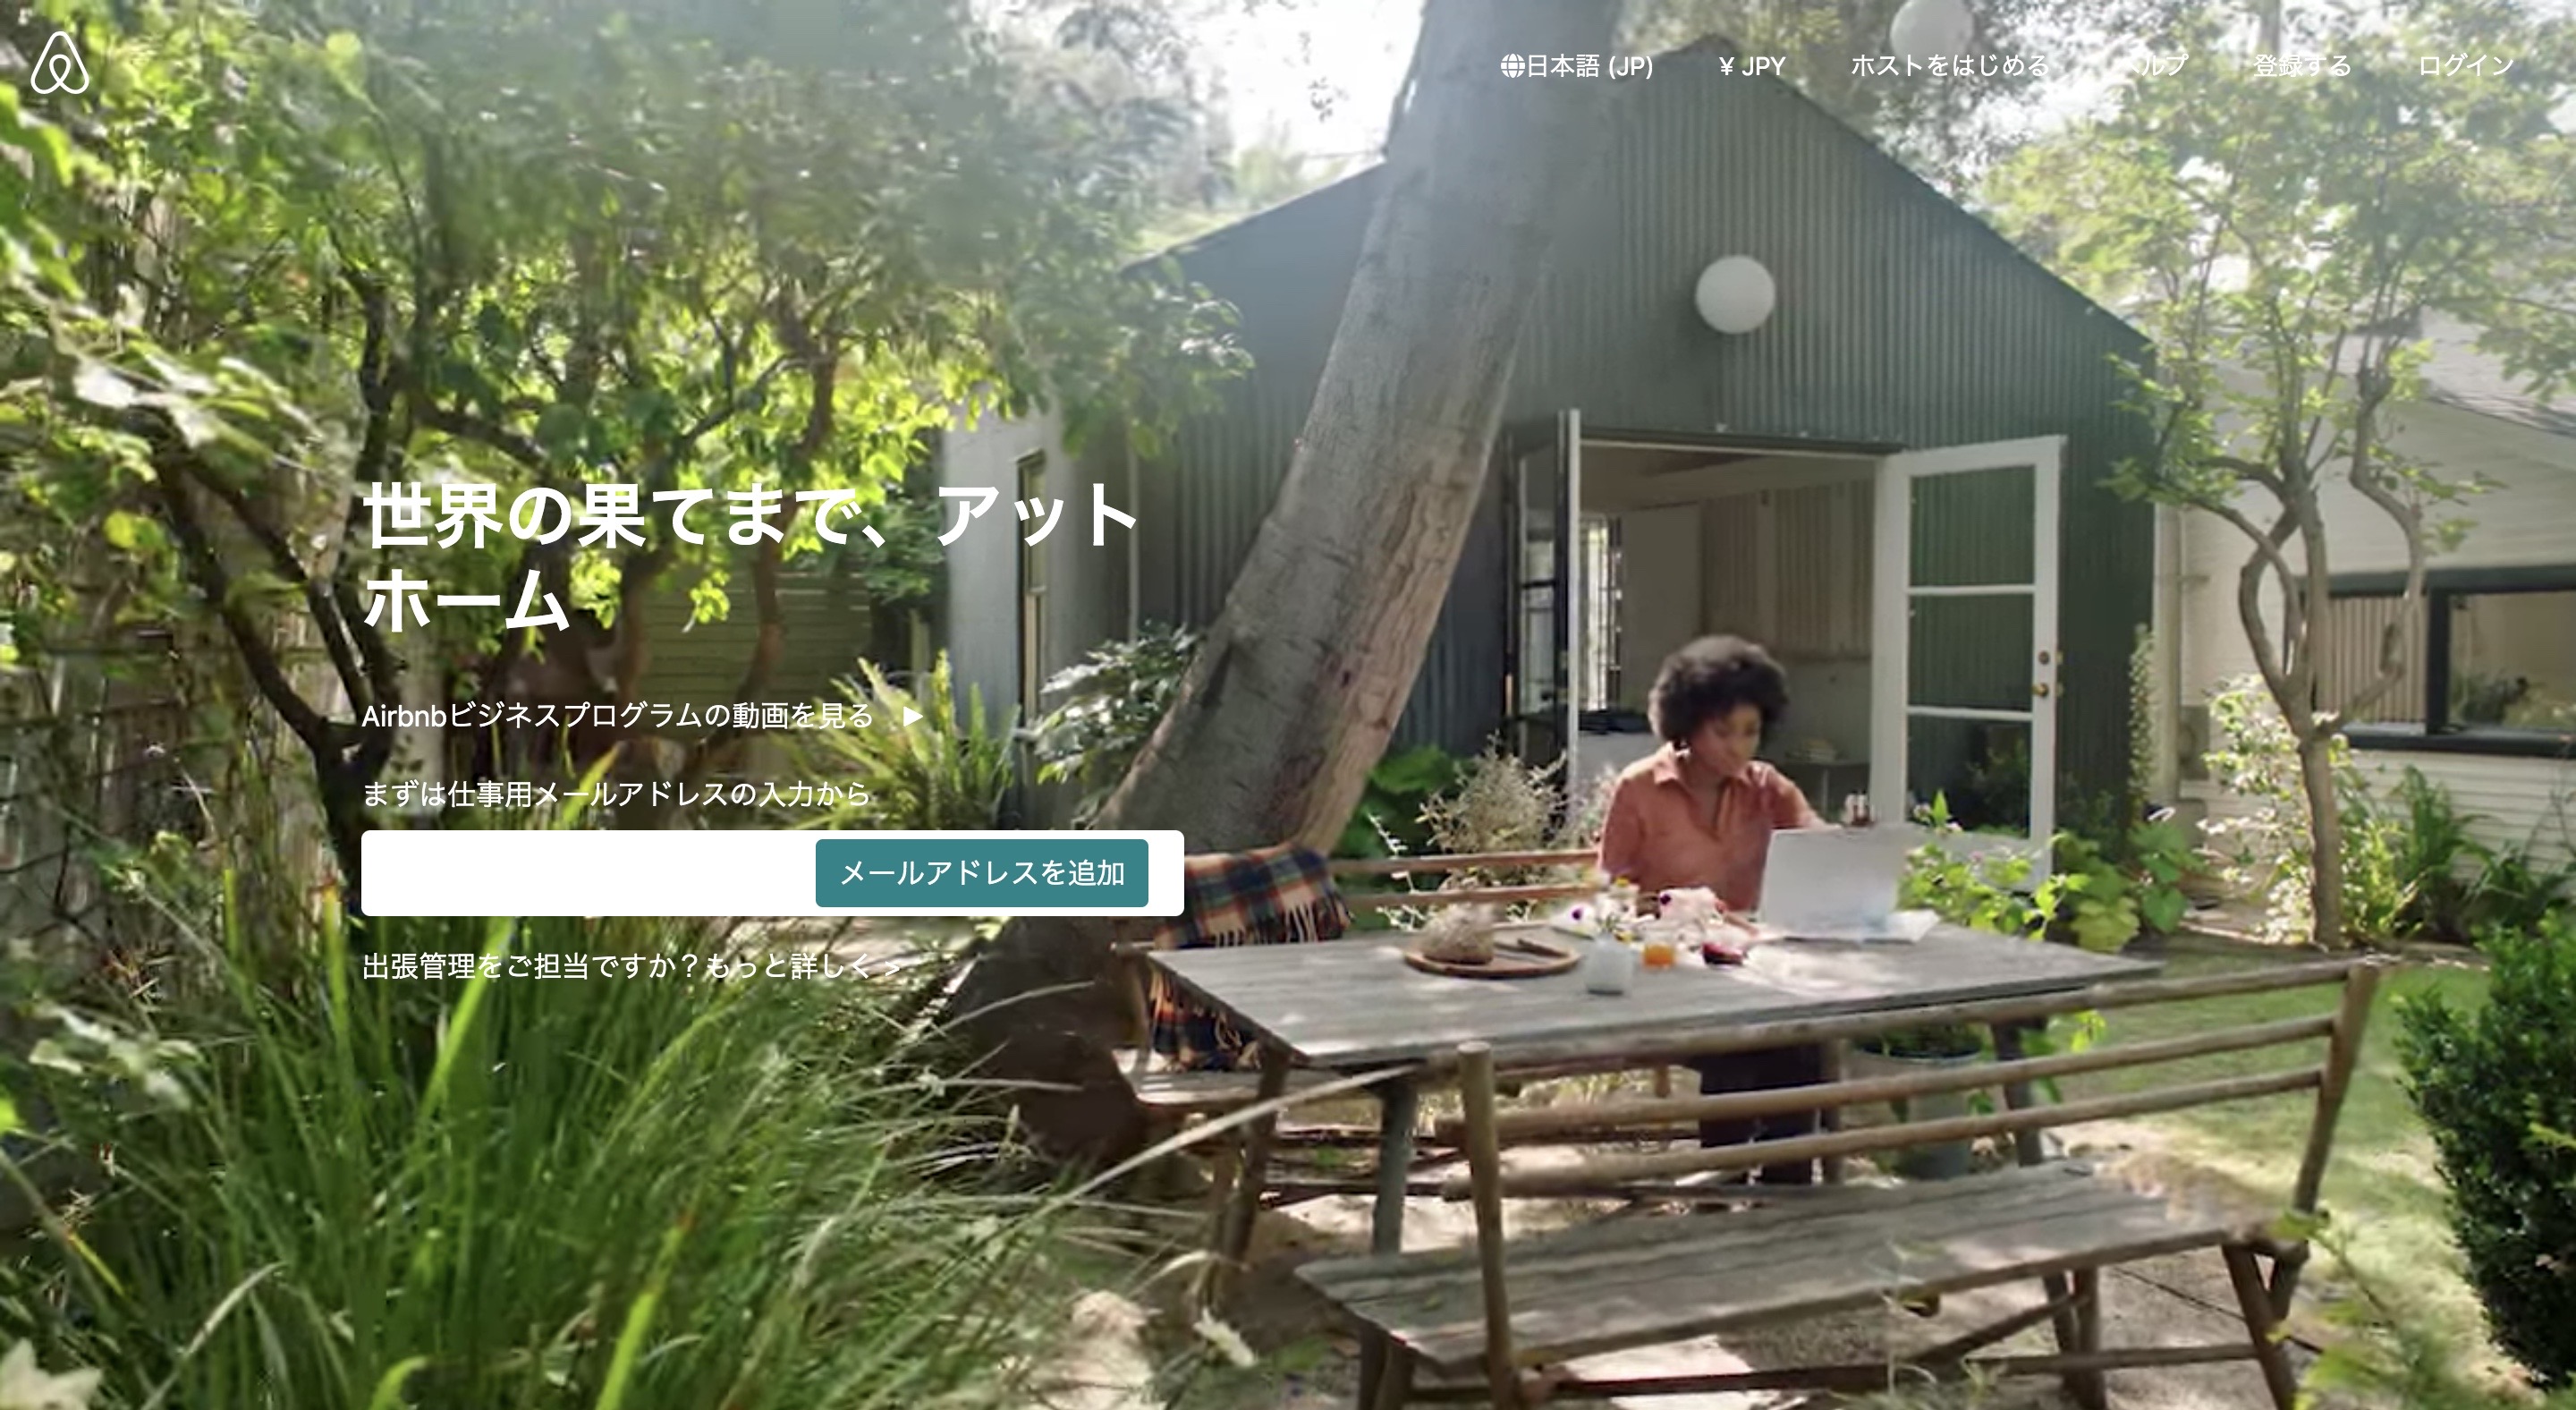 日本語 (JP)
¥ JPY
ホストをはじめる
ヘルプ
登録する
ログイン
世界の果てまで、アット
ホーム
Airbnbビジネスプログラムの動画を見る ▶
まずは仕事用メールアドレスの入力から
メールアドレスを追加
出張管理をご担当ですか？もっと詳しく >